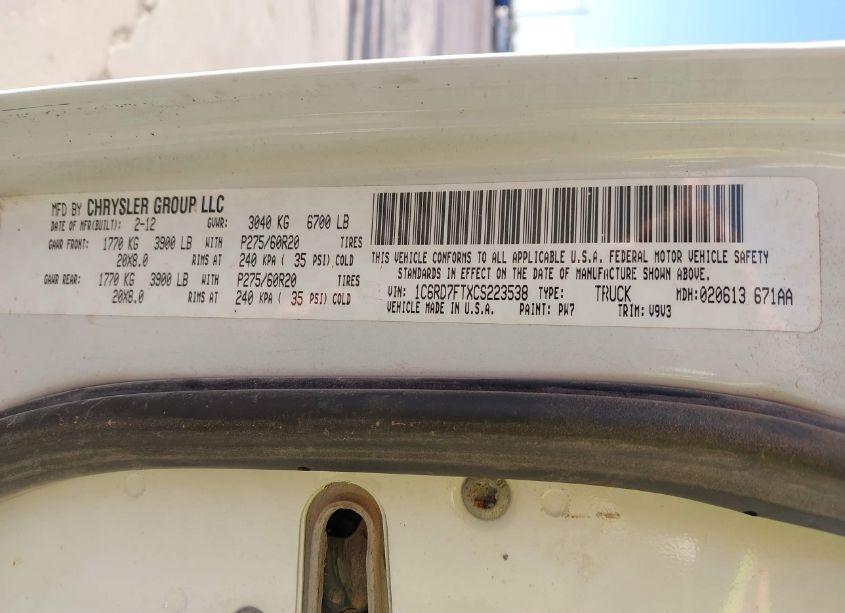 MFD BY CHRYSLER GROUP LLC
DATE OF MFR(BUILT): 2-12 GVWR: 3040 KG 6700 LB
GAWR FRONT: 1770 KG 3900 LB WITH P275/60R20 TIRES
20X8.0 RIMS AT 240 KPA ( 35 PSI) COLD
GAWR REAR: 1770 KG 3900 LB WITH P275/60R20 TIRES
20X8.0 RIMS AT 240 KPA ( 35 PSI) COLD
THIS VEHICLE CONFORMS TO ALL APPLICABLE U.S.A. FEDERAL MOTOR VEHICLE SAFETY
STANDARDS IN EFFECT ON THE DATE OF MANUFACTURE SHOWN ABOVE.
VIN: 1C6RD7FTXCS223538 TYPE: TRUCK MDH:020613 671AA
VEHICLE MADE IN U.S.A. PAINT: PW7 TRIM: V9V3